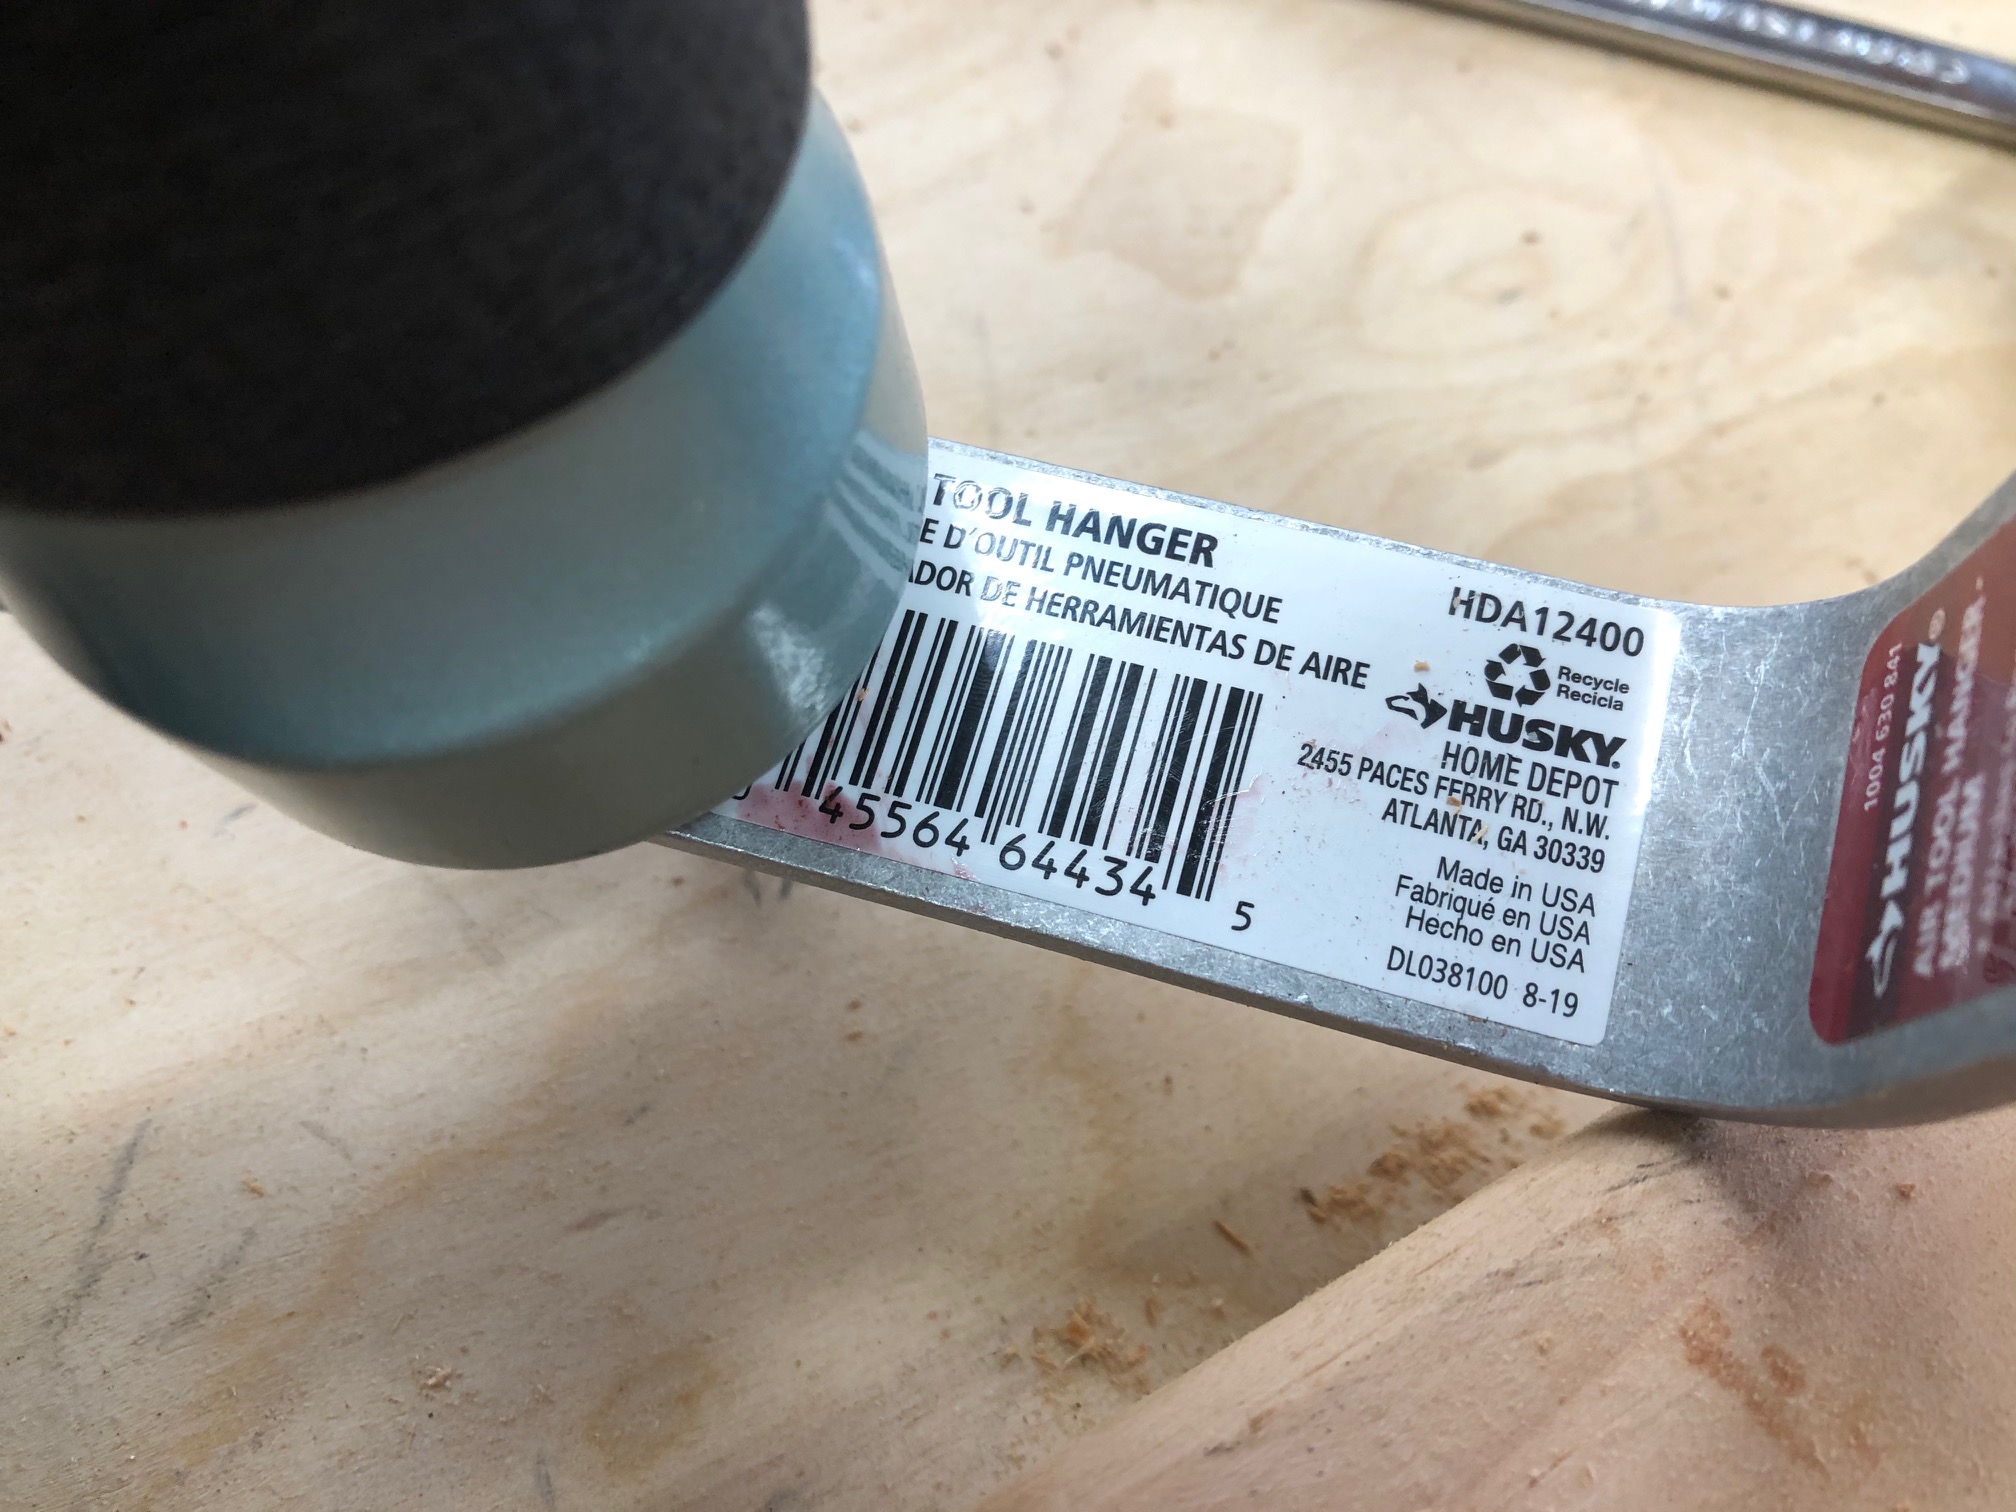 TOOL HANGER
E D'OUTIL PNEUMATIQUE
ADOR DE HERRAMIENTAS DE AIRE
45564 64434 5
HDA12400
Recycle
Recicla
HUSKY
HOME DEPOT
2455 PACES FERRY RD., N.W.
ATLANTA, GA 30339
Made in USA
Fabriqué en USA
Hecho en USA
DL038100 8-19
1004 630 841
HUSKY®
AIR TOOL HANGER-
MEDIUM